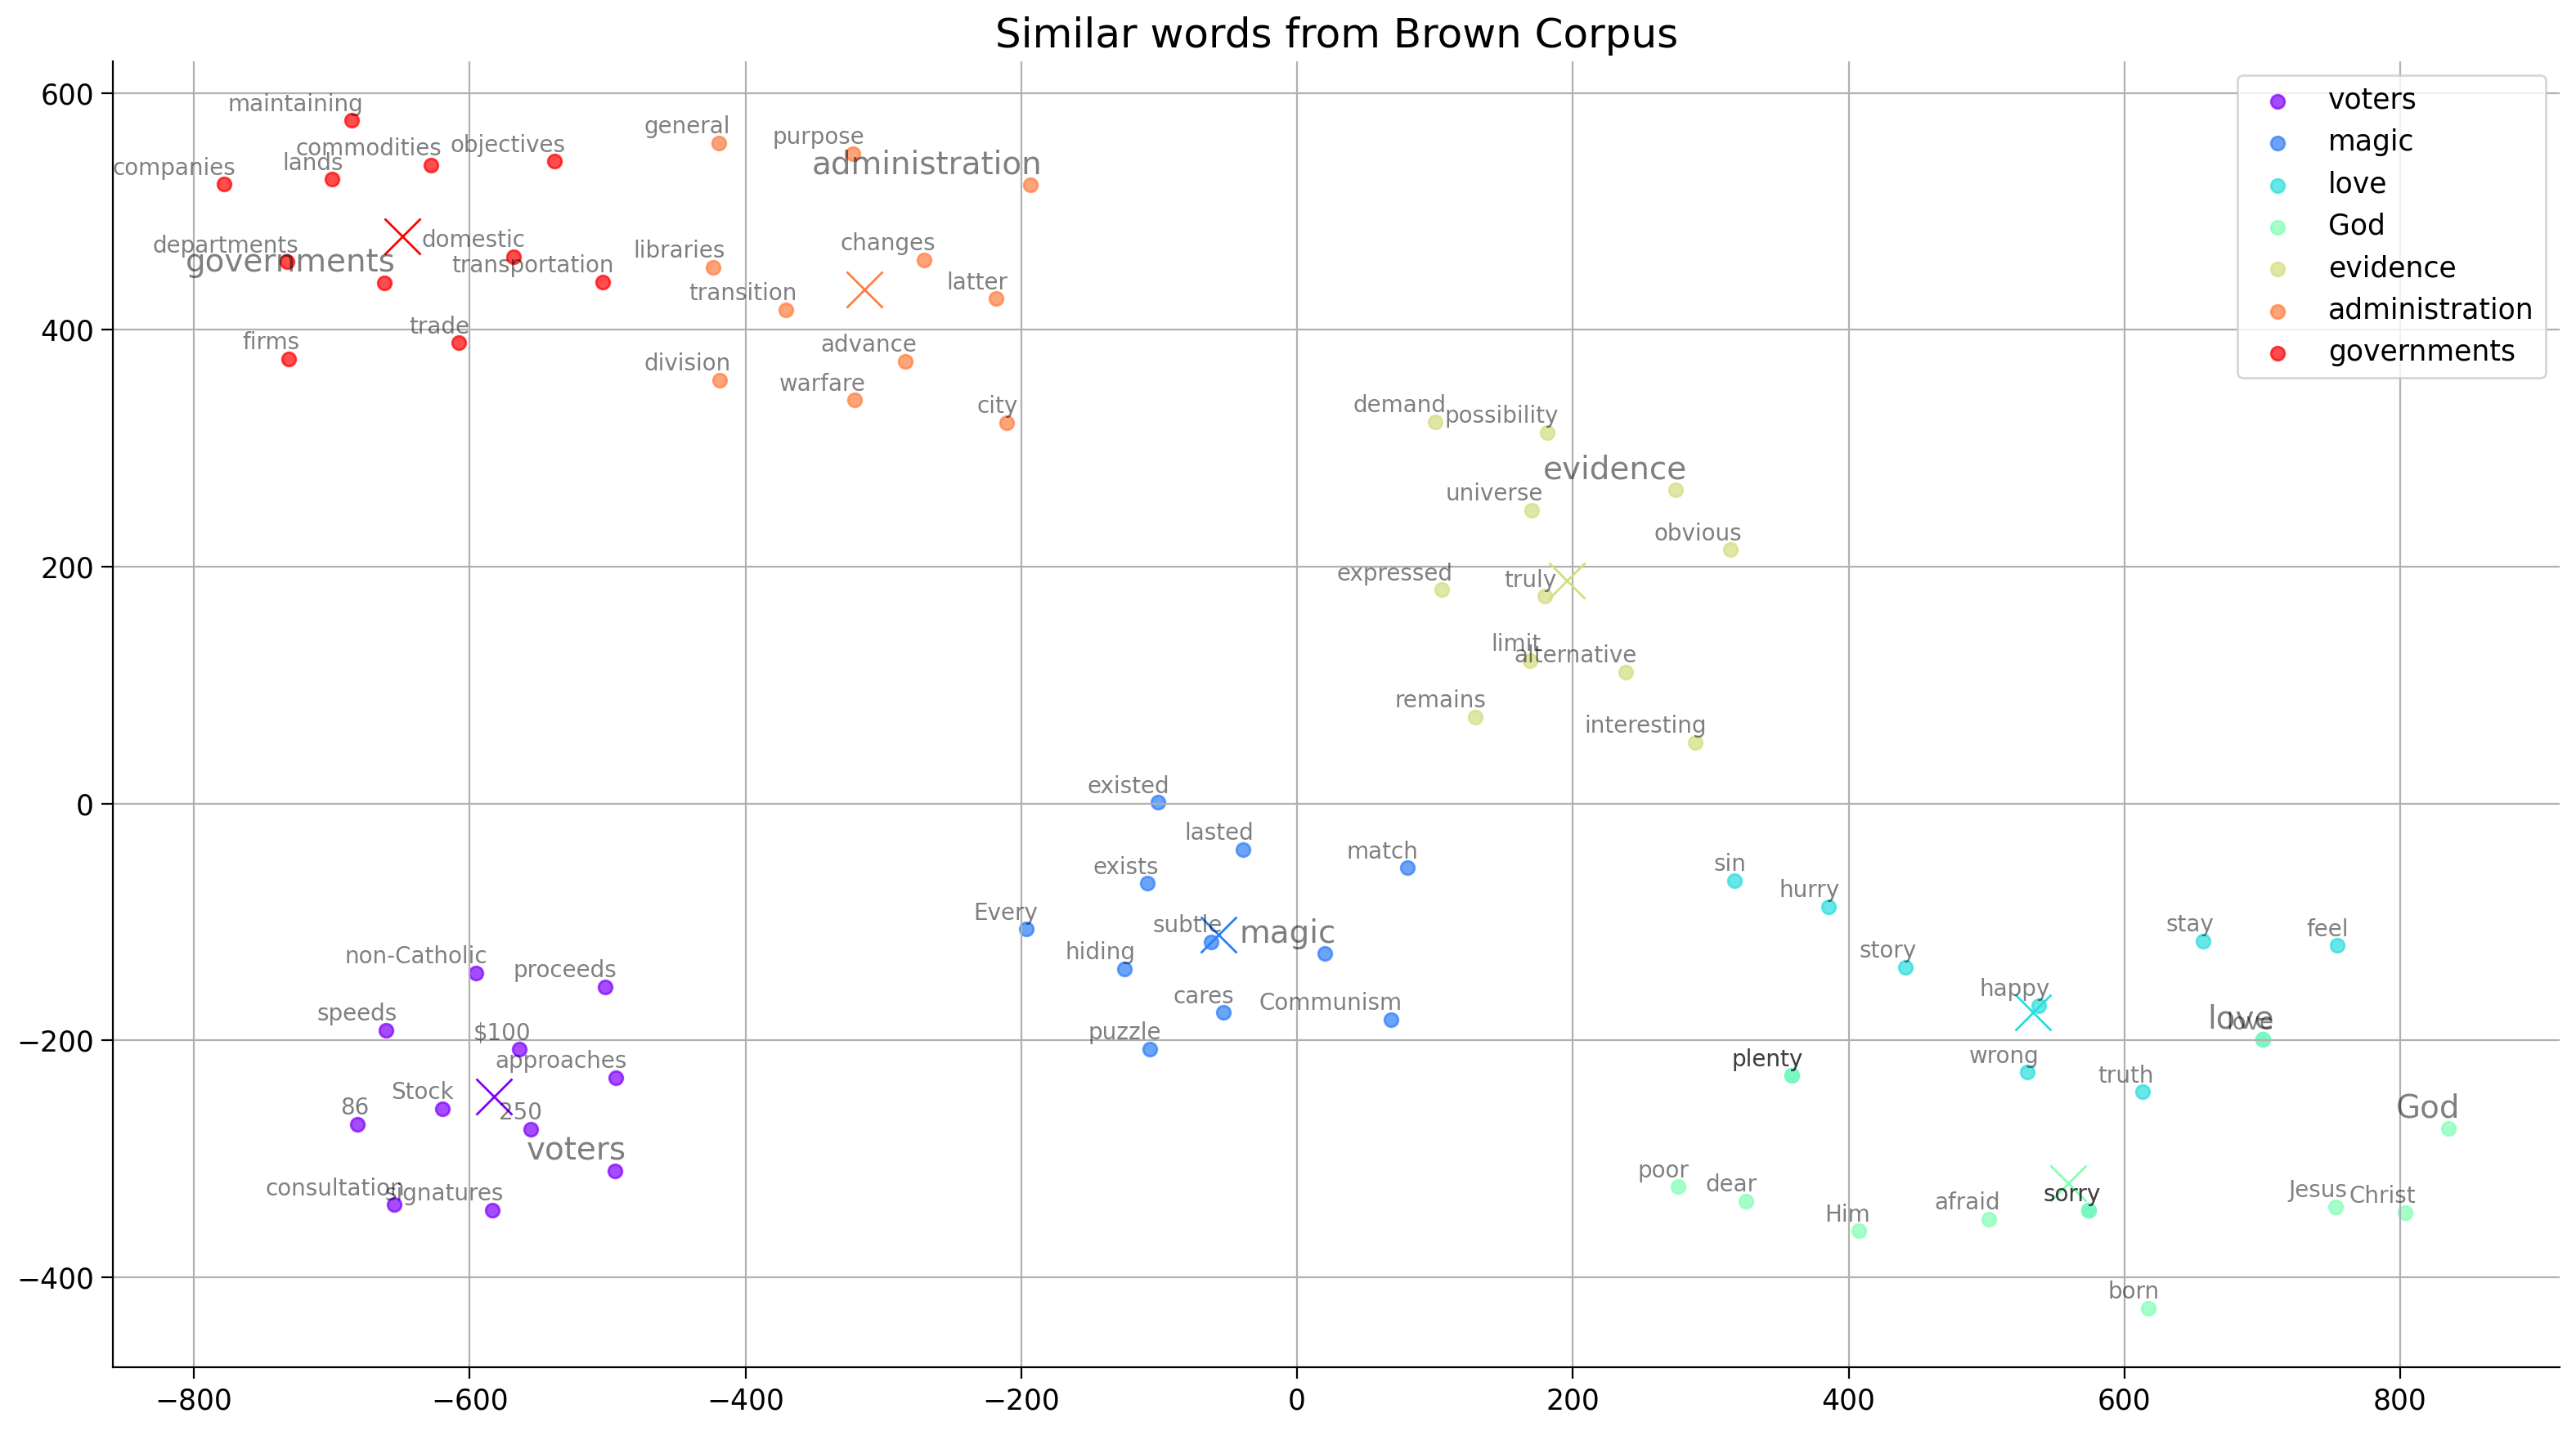 Similar words from Brown Corpus
600
400
200
0
−200
−400
−800
−600
−400
−200
0
200
400
600
800
voters
magic
love
God
evidence
administration
governments
maintaining
commodities
objectives
companies
lands
departments
governments
domestic
transportation
firms
trade
general
purpose
administration
libraries
changes
transition
latter
division
advance
warfare
city
demand
possibility
evidence
universe
obvious
expressed
truly
limit
alternative
remains
interesting
existed
lasted
exists
match
Every
subtle
magic
hiding
cares
Communism
puzzle
sin
hurry
story
stay
feel
happy
love
love
wrong
truth
plenty
God
poor
dear
Him
afraid
sorry
Jesus
Christ
born
non-Catholic
proceeds
speeds
$100
approaches
Stock
86
250
voters
consultation
signatures